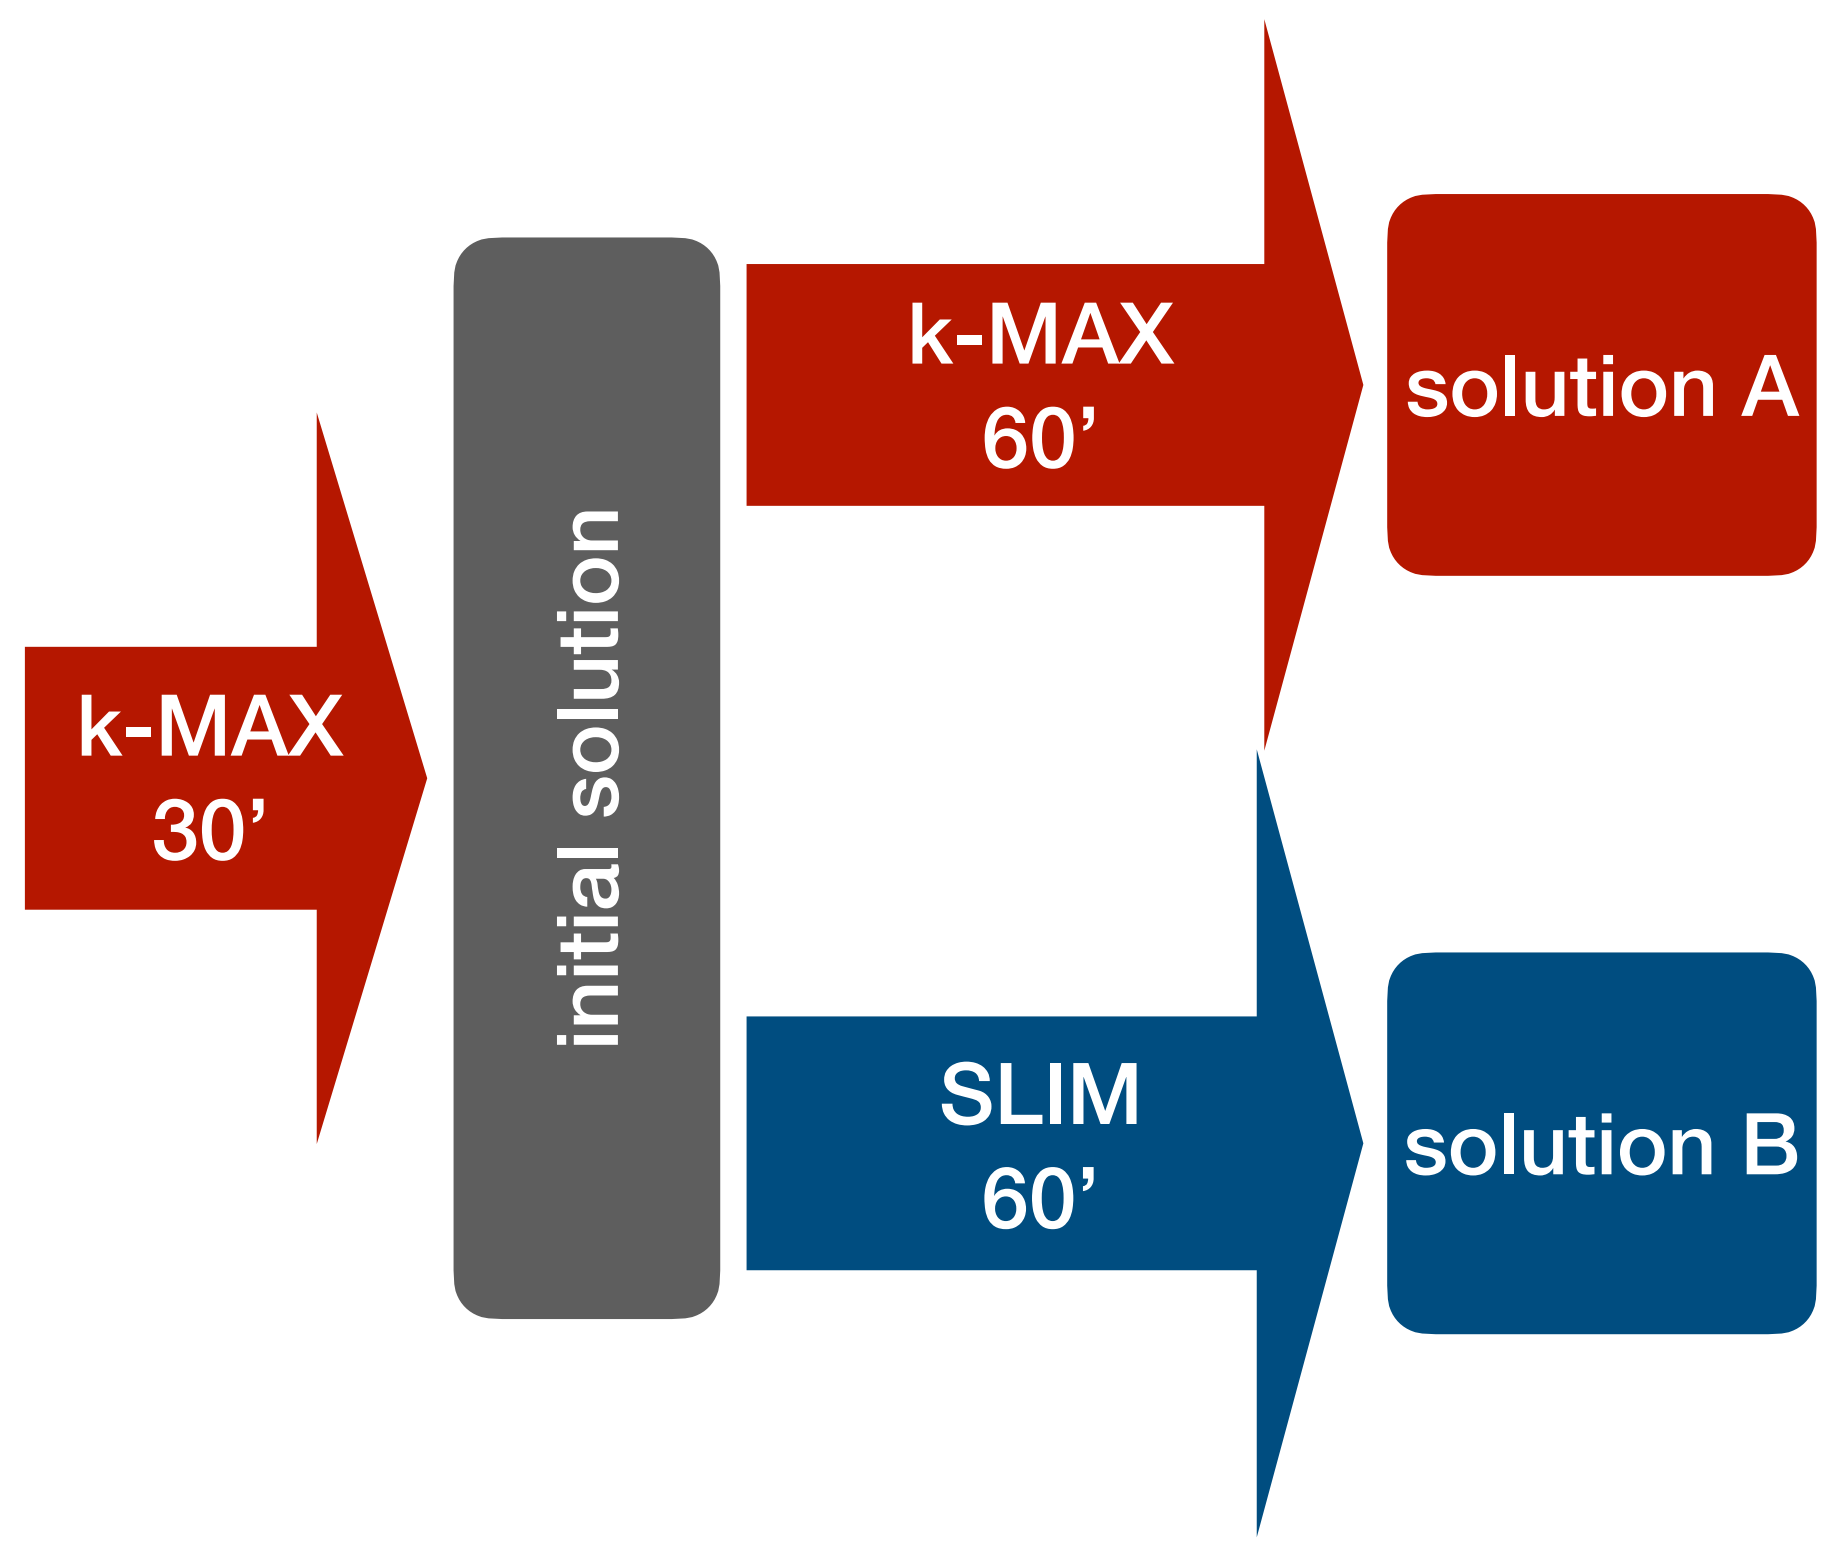 k-MAX
30’
initial solution
k-MAX
60’
solution A
SLIM
60’
solution B